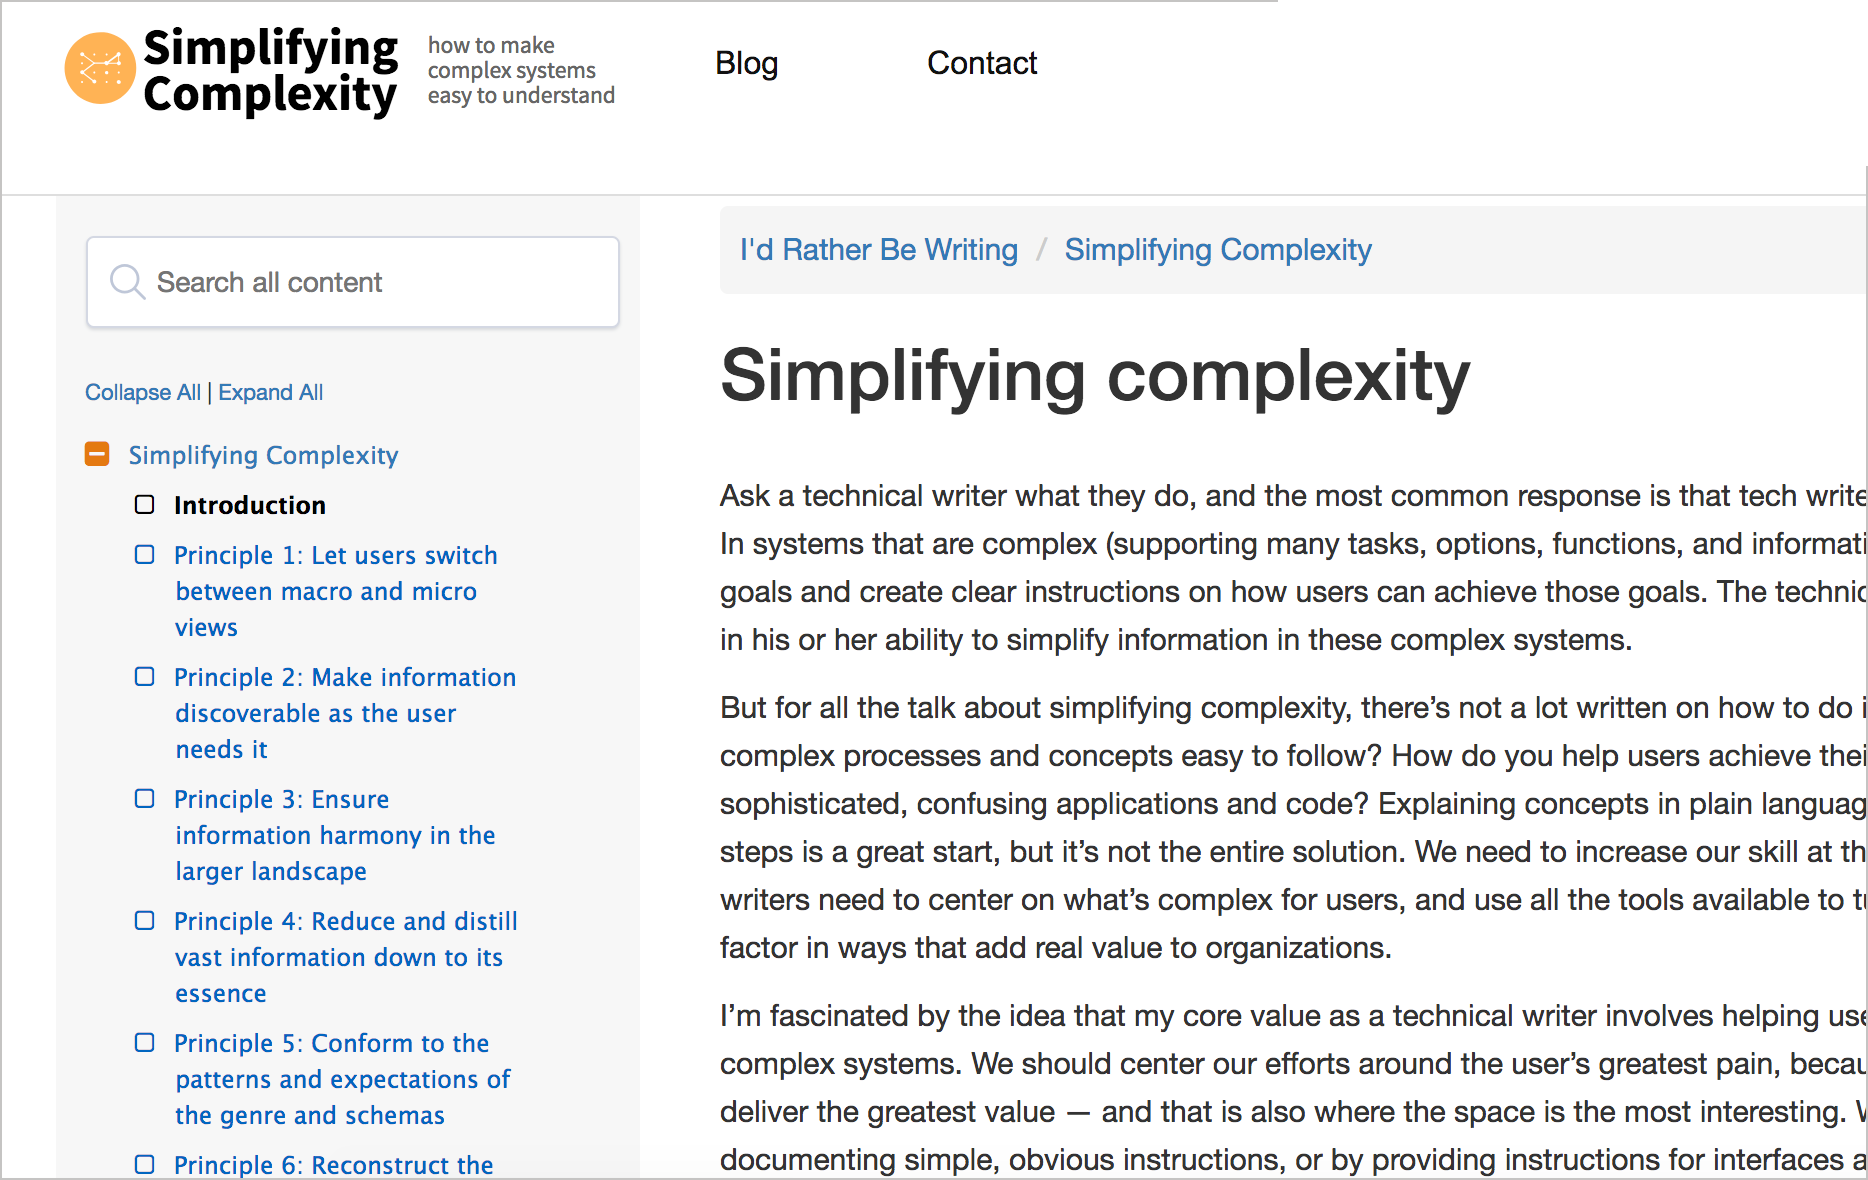 Simplifying
Complexity
how to make
complex systems
easy to understand
Blog
Contact
Search all content
Collapse All | Expand All
Simplifying Complexity
Introduction
Principle 1: Let users switch
between macro and micro
views
Principle 2: Make information
discoverable as the user
needs it
Principle 3: Ensure
information harmony in the
larger landscape
Principle 4: Reduce and distill
vast information down to its
essence
Principle 5: Conform to the
patterns and expectations of
the genre and schemas
Principle 6: Reconstruct the
I'd Rather Be Writing / Simplifying Complexity
Simplifying complexity
Ask a technical writer what they do, and the most common response is that tech write
In systems that are complex (supporting many tasks, options, functions, and informati
goals and create clear instructions on how users can achieve those goals. The technic
in his or her ability to simplify information in these complex systems.
But for all the talk about simplifying complexity, there’s not a lot written on how to do i
complex processes and concepts easy to follow? How do you help users achieve thei
sophisticated, confusing applications and code? Explaining concepts in plain languag
steps is a great start, but it’s not the entire solution. We need to increase our skill at th
writers need to center on what’s complex for users, and use all the tools available to tu
factor in ways that add real value to organizations.
I’m fascinated by the idea that my core value as a technical writer involves helping use
complex systems. We should center our efforts around the user’s greatest pain, becau
deliver the greatest value — and that is also where the space is the most interesting.
documenting simple, obvious instructions, or by providing instructions for interfaces a